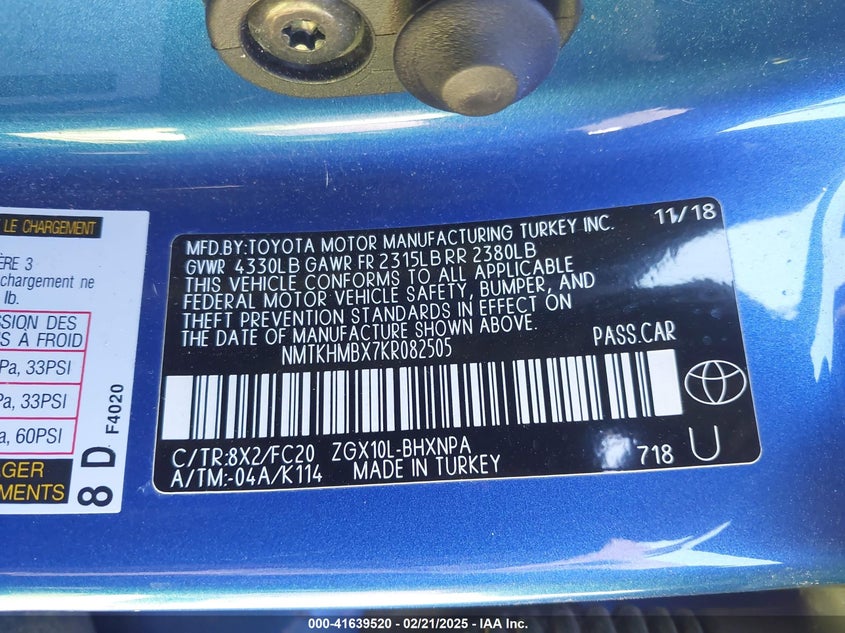 LE CHARGEMENT
ÈRE 3
chargement ne
lb.
SSION DES
S À FROID
Pa, 33PSI
Pa, 33PSI
a, 60PSI
AGER
EMENTS
8 D F4020
11/18
MFD.BY:TOYOTA MOTOR MANUFACTURING TURKEY INC.
GVWR 4330LB GAWR FR 2315LB RR 2380LB
THIS VEHICLE CONFORMS TO ALL APPLICABLE
FEDERAL MOTOR VEHICLE SAFETY, BUMPER, AND
THEFT PREVENTION STANDARDS IN EFFECT ON
THE DATE OF MANUFACTURE SHOWN ABOVE.
NMTKHMBX7KR082505 PASS.CAR
C/TR:8X2/FC20 ZGX10L-BHXNPA
A/TM:-04A/K114 MADE IN TURKEY
718 U
000-41639520 / 02/21/2025 - IAA Inc.